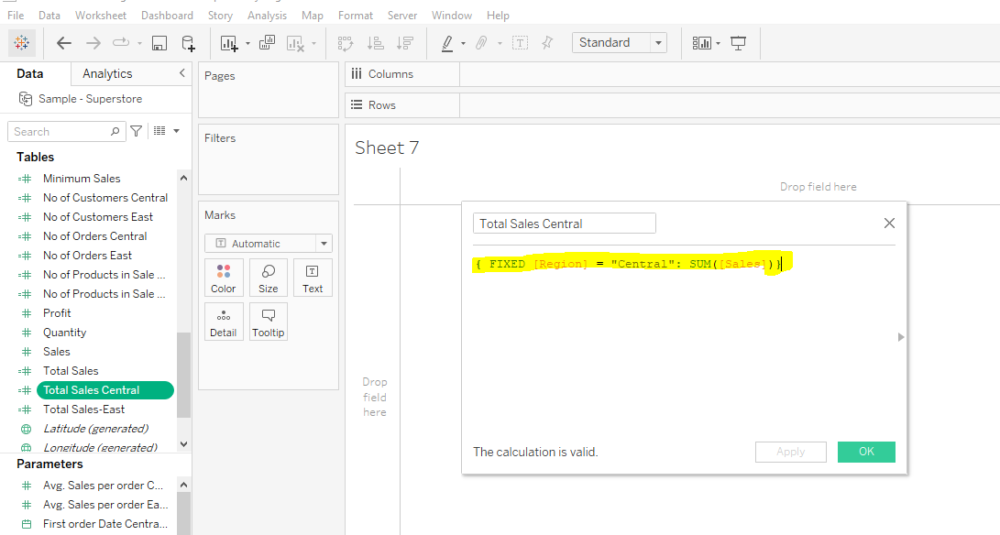 File Data Worksheet Dashboard Story Analysis Map Format Server Window Help
Standard
Data Analytics
Sample - Superstore
Search
Tables
Minimum Sales
No of Customers Central
No of Customers East
No of Orders Central
No of Orders East
No of Products in Sale ...
No of Products in Sale ...
Profit
Quantity
Sales
Total Sales
Total Sales Central
Total Sales-East
Latitude (generated)
Longitude (generated)
Parameters
Avg. Sales per order C...
Avg. Sales per order Ea...
First order Date Centra...
Pages
Filters
Marks
Automatic
Color Size Text
Detail Tooltip
Columns
Rows
Sheet 7
Drop field here
Drop
field
here
Total Sales Central
{ FIXED [Region] = "Central": SUM([Sales])}
The calculation is valid.
Apply OK